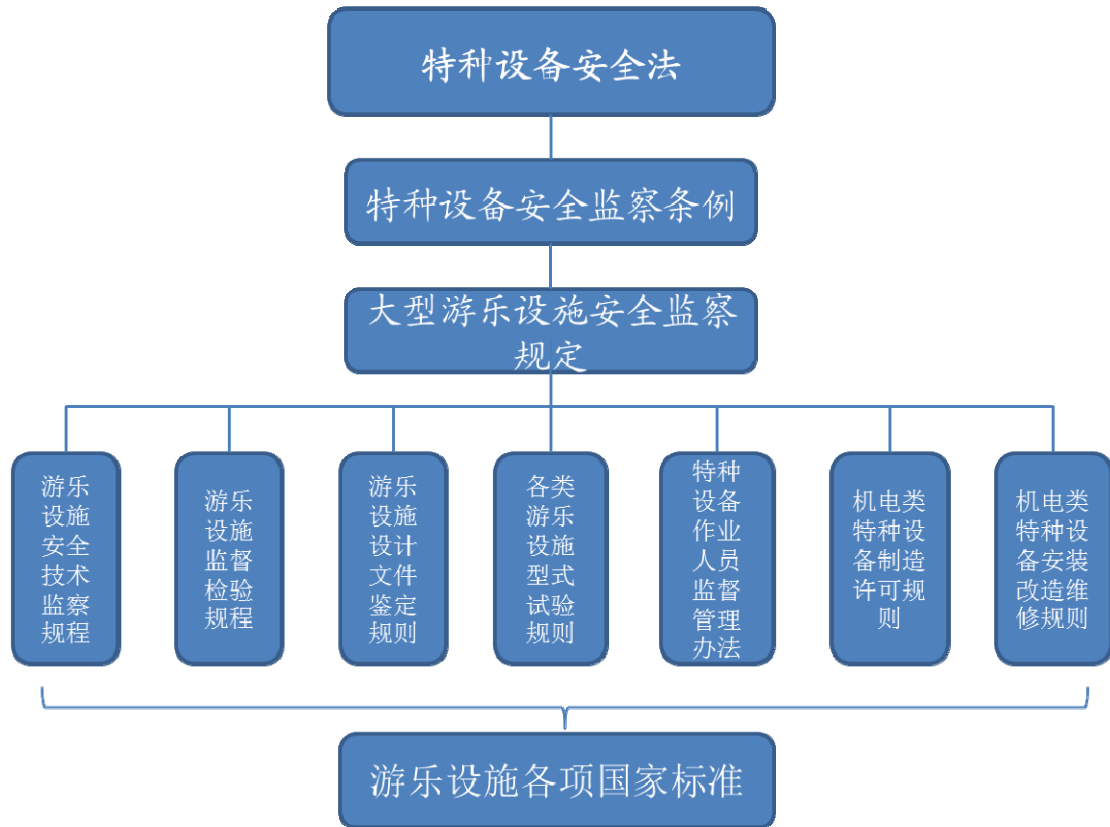 特种设备安全法
特种设备安全监察条例
大型游乐设施安全监察
规定
游乐
设施
安全
技术
监察
规程
游乐
设施
监督
检验
规程
游乐
设施
设计
文件
鉴定
规则
各类
游乐
设施
型式
试验
规则
特种
设备
作业
人员
监督
管理
办法
机电类
特种设
备制造
许可规
则
机电类
特种设
备安装
改造维
修规则
游乐设施各项国家标准